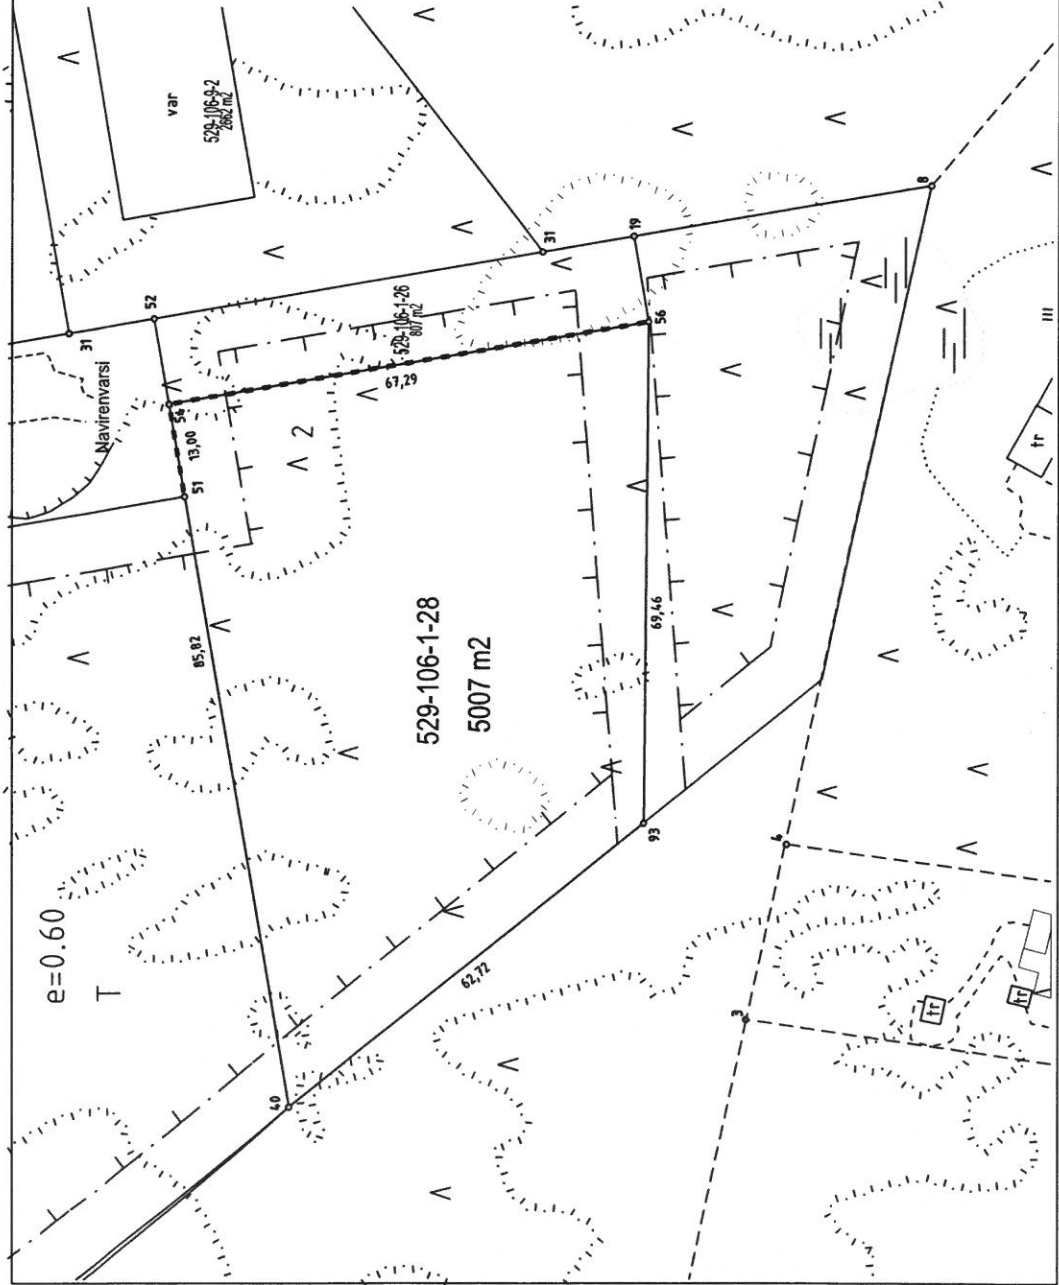 var
529-106-9-2
2662 m2
31
52
Navirenvarsi
54
13,00
51
67,29
529-106-1-26
807 m2
31
19
8
56
2
85,82
69,46
529-106-1-28
5007 m2
e=0.60
T
93
62,72
40
4
3
tr
tr
tr